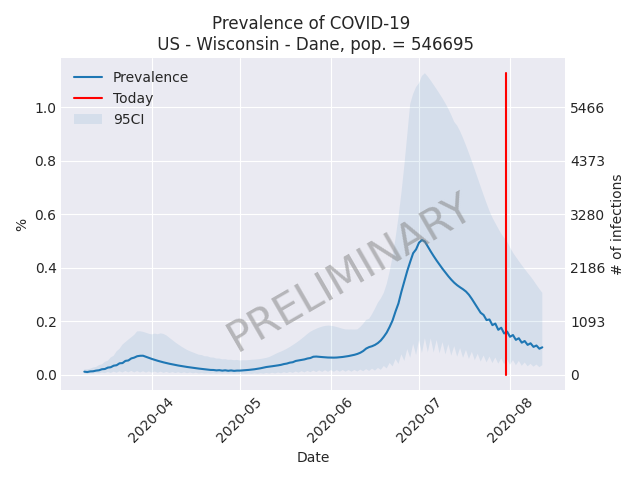 Prevalence of COVID-19
US - Wisconsin - Dane, pop. = 546695
Prevalence
Today
95CI
1.0
0.8
0.6
0.4
0.2
0.0
%
5466
4373
3280
2186
1093
0
# of infections
PRELIMINARY
2020-04
2020-05
2020-06
2020-07
2020-08
Date